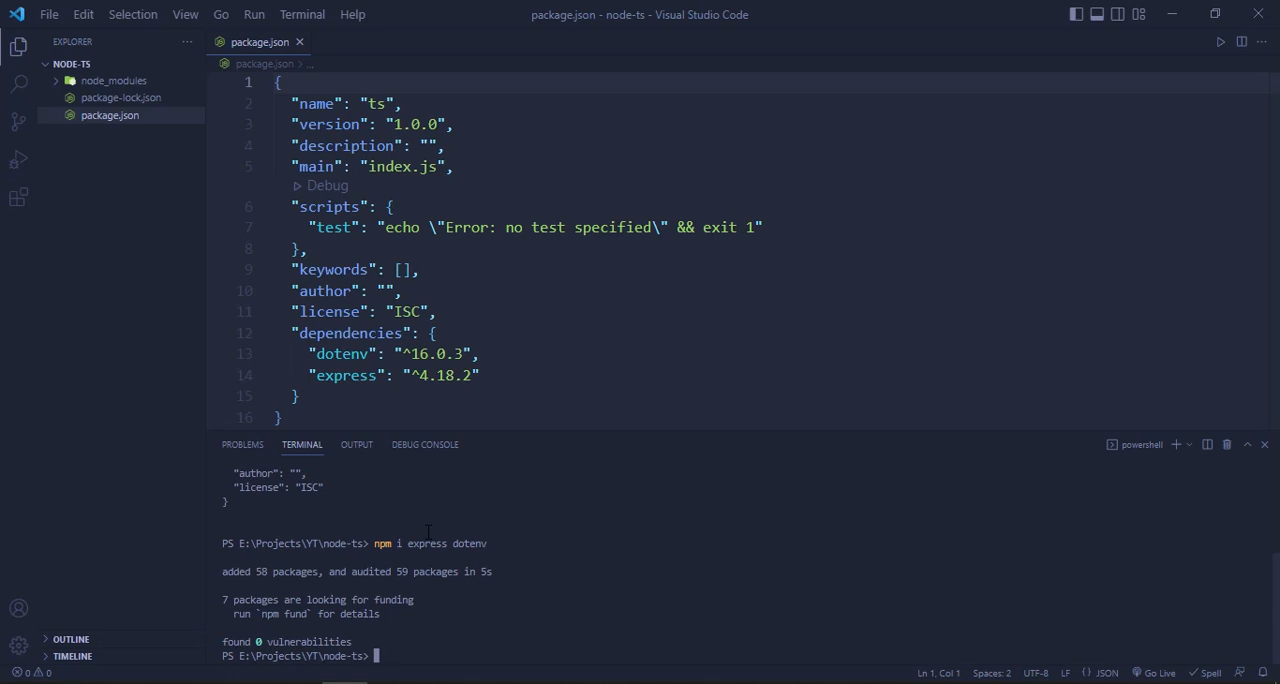 File Edit Selection View Go Run Terminal Help
package.json - node-ts - Visual Studio Code
EXPLORER
NODE-TS
node_modules
package-lock.json
package.json
OUTLINE
TIMELINE
package.json
package.json > ...
1 {
2 "name": "ts",
3 "version": "1.0.0",
4 "description": "",
5 "main": "index.js",
Debug
6 "scripts": {
7 "test": "echo \"Error: no test specified\" && exit 1"
8 },
9 "keywords": [],
10 "author": "",
11 "license": "ISC",
12 "dependencies": {
13 "dotenv": "^16.0.3",
14 "express": "^4.18.2"
15 }
16 }
PROBLEMS TERMINAL OUTPUT DEBUG CONSOLE
powershell
"author": "",
"license": "ISC"
}
PS E:\Projects\YT\node-ts> npm i express dotenv
added 58 packages, and audited 59 packages in 5s
7 packages are looking for funding
run `npm fund` for details
found 0 vulnerabilities
PS E:\Projects\YT\node-ts>
0 0
Ln 1, Col 1 Spaces: 2 UTF-8 LF {} JSON Go Live Spell